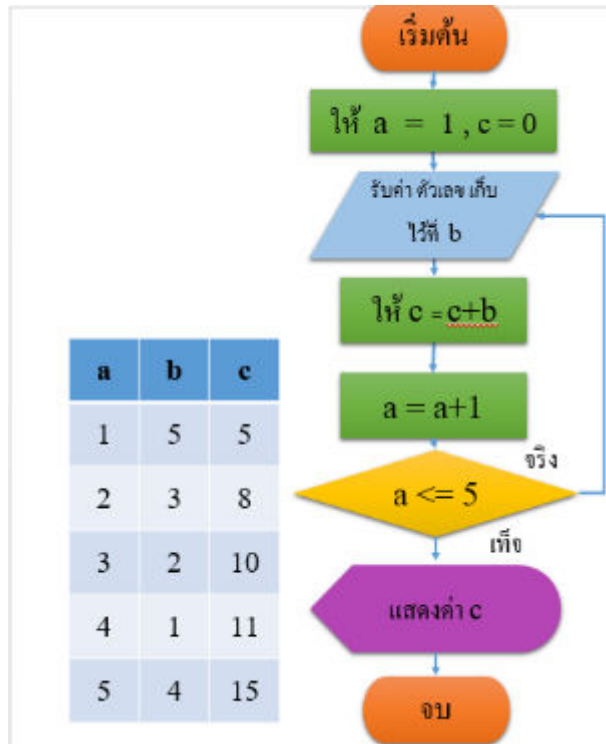 เริ่มต้น
ให้ a = 1 , c = 0
รับค่า ตัวเลข เก็บ
ไว้ที่ b
ให้ c = c+b
a = a+1
จริง
a <= 5
เท็จ
แสดงค่า c
จบ
a b c
1 5 5
2 3 8
3 2 10
4 1 11
5 4 15